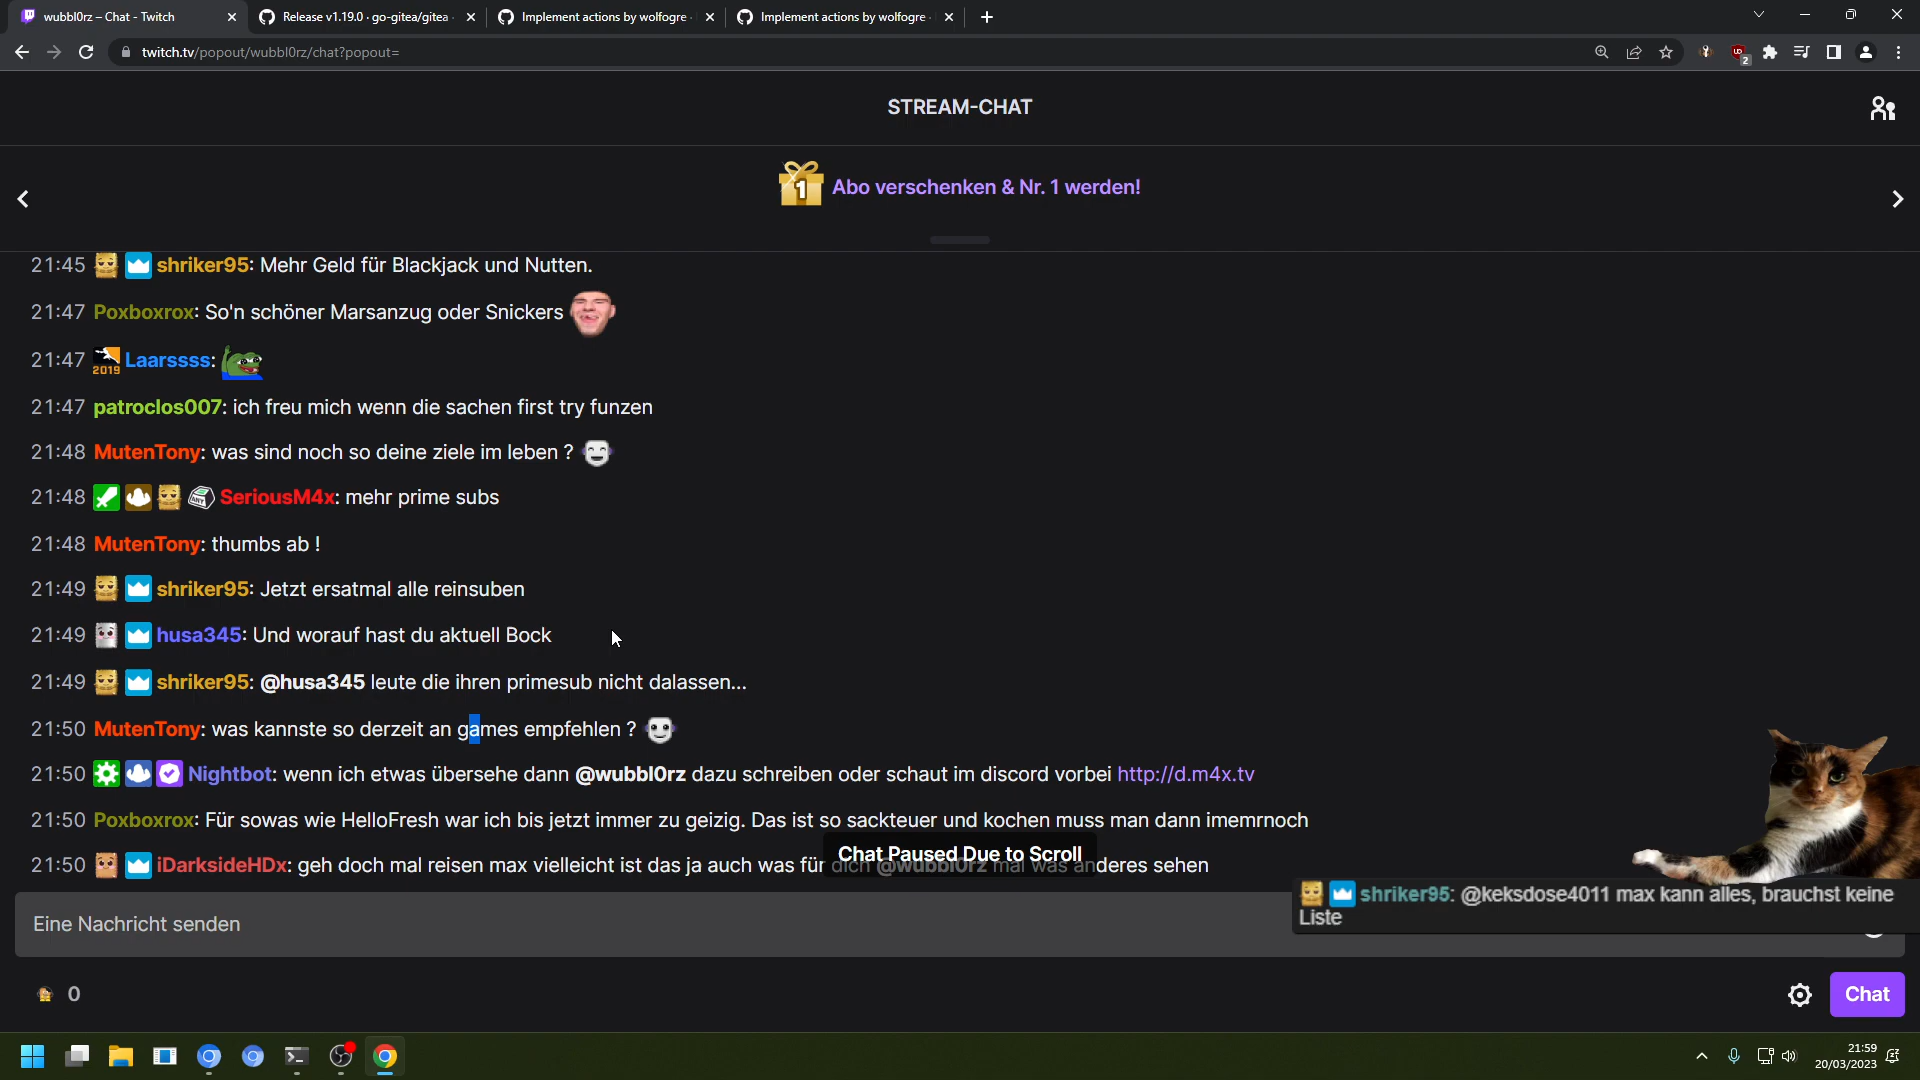 wubbl0rz – Chat - Twitch
Release v1.19.0 · go-gitea/gitea
Implement actions by wolfogre
Implement actions by wolfogre
twitch.tv/popout/wubbl0rz/chat?popout=
2
STREAM-CHAT
1 Abo verschenken & Nr. 1 werden!
21:45 shriker95: Mehr Geld für Blackjack und Nutten.
21:47 Poxboxrox: So'n schöner Marsanzug oder Snickers
21:47 2019 Laarssss:
21:47 patroclos007: ich freu mich wenn die sachen first try funzen
21:48 MutenTony: was sind noch so deine ziele im leben ?
21:48 SeriousM4x: mehr prime subs
21:48 MutenTony: thumbs ab !
21:49 shriker95: Jetzt ersatmal alle reinsuben
21:49 husa345: Und worauf hast du aktuell Bock
21:49 shriker95: @husa345 leute die ihren primesub nicht dalassen...
21:50 MutenTony: was kannste so derzeit an games empfehlen ?
21:50 Nightbot: wenn ich etwas übersehe dann @wubbl0rz dazu schreiben oder schaut im discord vorbei http://d.m4x.tv
21:50 Poxboxrox: Für sowas wie HelloFresh war ich bis jetzt immer zu geizig. Das ist so sackteuer und kochen muss man dann imemrnoch
Chat Paused Due to Scroll
21:50 iDarksideHDx: geh doch mal reisen max vielleicht ist das ja auch was für dich @wubbl0rz mal was anderes sehen
shriker95: @keksdose4011 max kann alles, brauchst keine
Liste
Eine Nachricht senden
0
Chat
21:59
20/03/2023